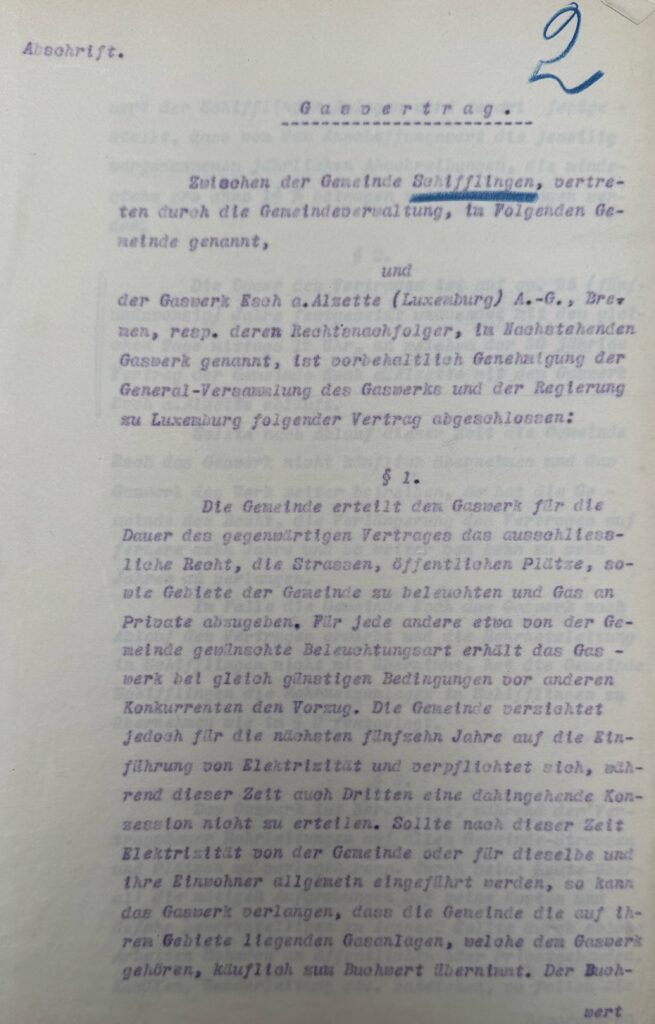 2
Abschrift.
Gasvertrag.
Zwischen der Gemeinde Schifflingen, vertre-
ten durch die Gemeindeverwaltung, im Folgenden Ge-
meinde genannt,
und
der Gaswerk Esch a.Alzette (Luxemburg) A.-G., Bre-
men, resp. deren Rechtsnachfolger, im Nachstehenden
Gaswerk genannt, ist vorbehaltlich Genehmigung der
General-Versammlung des Gaswerks und der Regierung
zu Luxemburg folgender Vertrag abgeschlossen:
§ 1.
Die Gemeinde erteilt dem Gaswerk für die
Dauer des gegenwärtigen Vertrages das ausschliess-
liche Recht, die Strassen, öffentlichen Plätze, so-
wie Gebiete der Gemeinde zu beleuchten und Gas an
Private abzugeben. Für jede andere etwa von der Ge-
meinde gewünschte Beleuchtungsart erhält das Gas -
werk bei gleich günstigen Bedingungen vor anderen
Konkurrenten den Vorzug. Die Gemeinde verzichtet
jedoch für die nächsten fünfzehn Jahre auf die Ein-
führung von Elektrizität und verpflichtet sich, wäh-
rend dieser Zeit auch Dritten eine dahingehende Kon-
zession nicht zu erteilen. Sollte nach dieser Zeit
Elektrizität von der Gemeinde oder für dieselbe und
ihre Einwohner allgemein eingeführt werden, so kann
das Gaswerk verlangen, dass die Gemeinde die auf ih-
rem Gebiete liegenden Gasanlagen, welche dem Gaswerk
gehören, käuflich zum Buchwert übernimmt. Der Buch-
wert